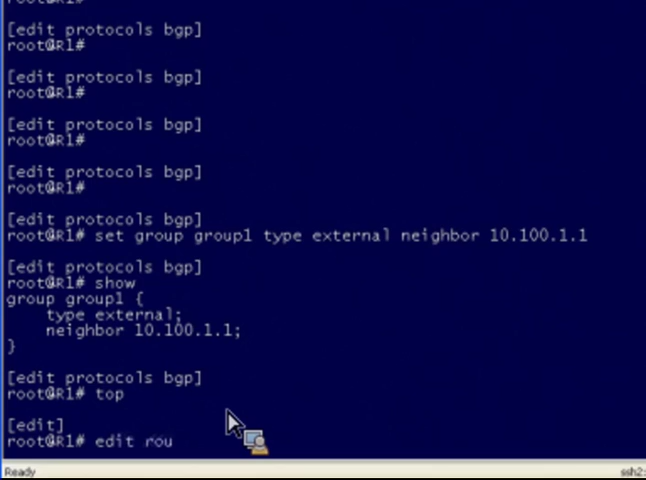 root@R1#
[edit protocols bgp]
root@R1#
[edit protocols bgp]
root@R1#
[edit protocols bgp]
root@R1#
[edit protocols bgp]
root@R1#
[edit protocols bgp]
root@R1# set group group1 type external neighbor 10.100.1.1
[edit protocols bgp]
root@R1# show
group group1 {
type external;
neighbor 10.100.1.1;
}
[edit protocols bgp]
root@R1# top
[edit]
root@R1# edit rou
Ready
ssh2: